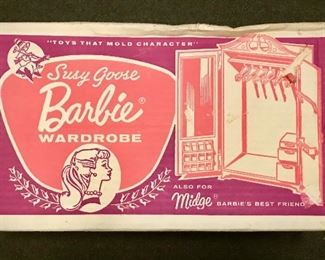 "TOYS THAT MOLD CHARACTER"
Susy Goose
Barbie®
WARDROBE
ALSO FOR
Midge® BARBIE'S BEST FRIEND